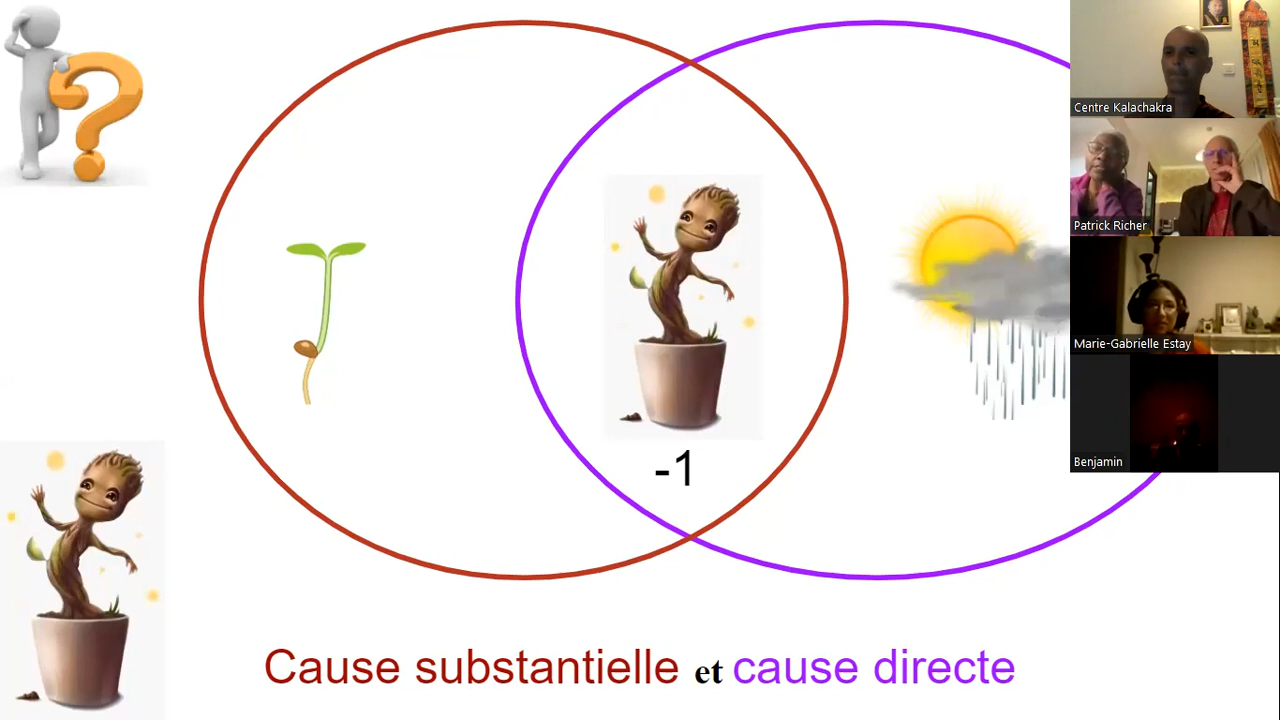 Centre Kalachakra
Patrick Richer
Marie-Gabrielle Estay
Benjamin
-1
Cause substantielle et cause directe